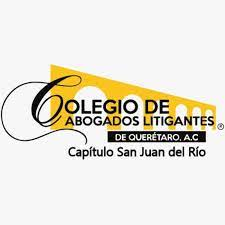 COLEGIO DE
ABOGADOS LITIGANTES®
DE QUERÉTARO. A.C
Capítulo San Juan del Río